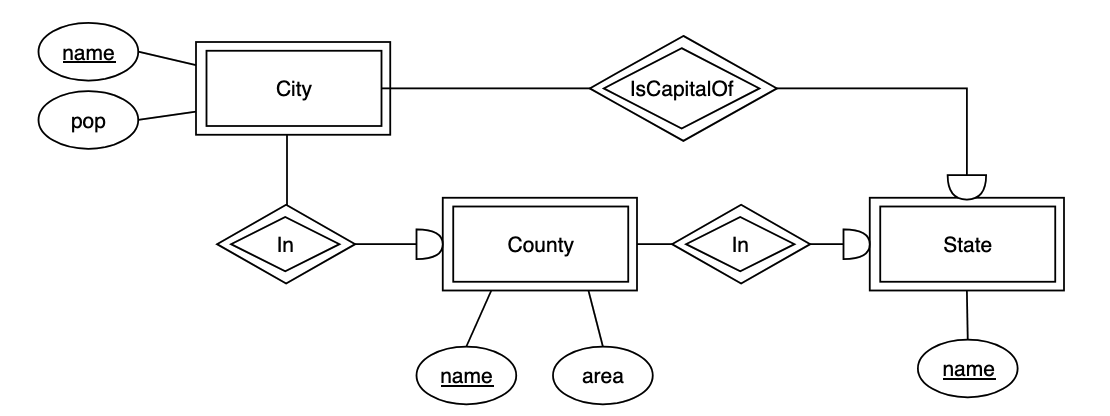 name
City
IsCapitalOf
pop
In
County
In
State
name
area
name